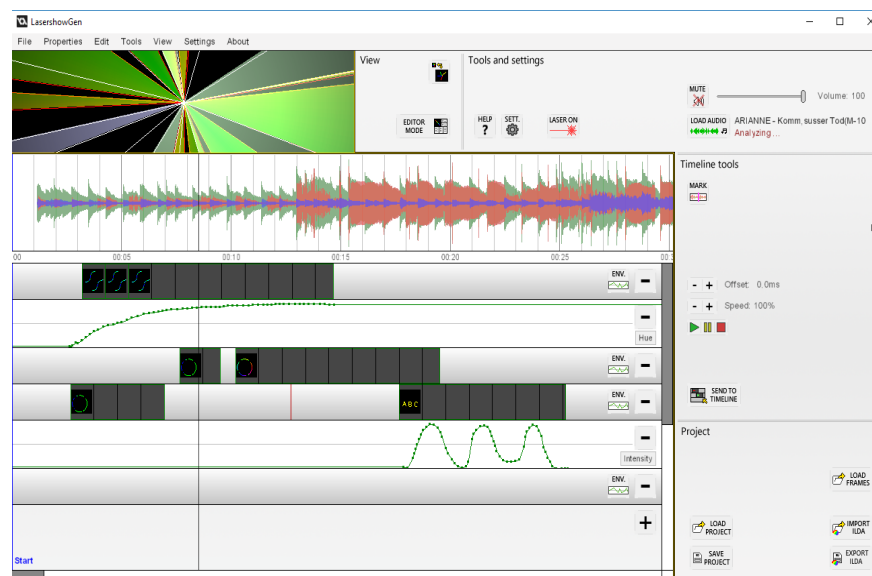 LasershowGen
File Properties Edit Tools View Settings About
View
Tools and settings
EDITOR
MODE
HELP
?
SETT.
LASER ON
MUTE
Volume: 100
LOAD AUDIO
ARIANNE - Komm, susser Tod(M-10
Analyzing...
Timeline tools
MARK
00 00:05 00:10 00:15 00:20 00:25 00:3
ENV.
Offset: 0.0ms
Speed: 100%
Hue
ENV.
ABC
ENV.
SEND TO
TIMELINE
Project
Intensity
ENV.
LOAD
FRAMES
LOAD
PROJECT
IMPORT
ILDA
SAVE
PROJECT
EXPORT
ILDA
Start